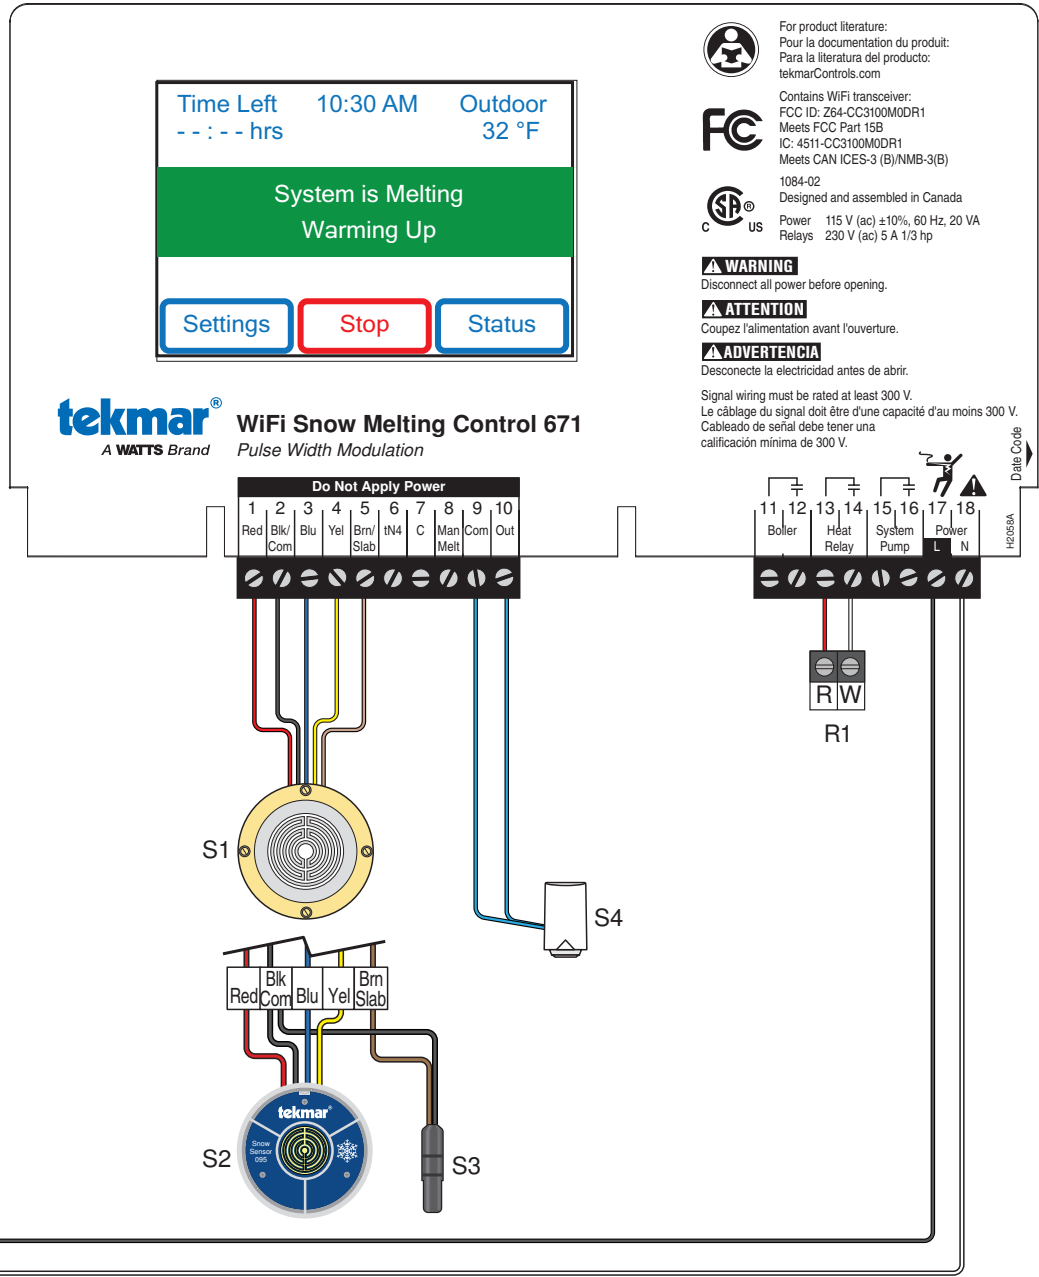 Time Left 10:30 AM Outdoor
- - : - - hrs 32 °F
System is Melting
Warming Up
Settings Stop Status
For product literature:
Pour la documentation du produit:
Para la literatura del producto:
tekmarControls.com
Contains WiFi transceiver:
FCC ID: Z64-CC3100M0DR1
Meets FCC Part 15B
IC: 4511-CC3100M0DR1
Meets CAN ICES-3 (B)/NMB-3(B)
FCC
1084-02
Designed and assembled in Canada
Power 115 V (ac) ±10%, 60 Hz, 20 VA
Relays 230 V (ac) 5 A 1/3 hp
C SA ® US
WARNING
Disconnect all power before opening.
ATTENTION
Coupez l'alimentation avant l'ouverture.
ADVERTENCIA
Desconecte la electricidad antes de abrir.
Signal wiring must be rated at least 300 V.
Le câblage du signal doit être d'une capacité d'au moins 300 V.
Cableado de señal debe tener una
calificación mínima de 300 V.
Date Code
H2058A
tekmar®
A WATTS Brand
WiFi Snow Melting Control 671
Pulse Width Modulation
Do Not Apply Power
1 2 3 4 5 6 7 8 9 10
Red Blk/ Blu Yel Brn/ tN4 C Man Com Out
Com Slab Melt
11 12 13 14 15 16 17 18
Boiler Heat System Power
Relay Pump L N
R W
R1
S1
S4
Red Blk Blu Yel Brn
Com Slab
tekmar®
Snow
Sensor
095
S2
S3